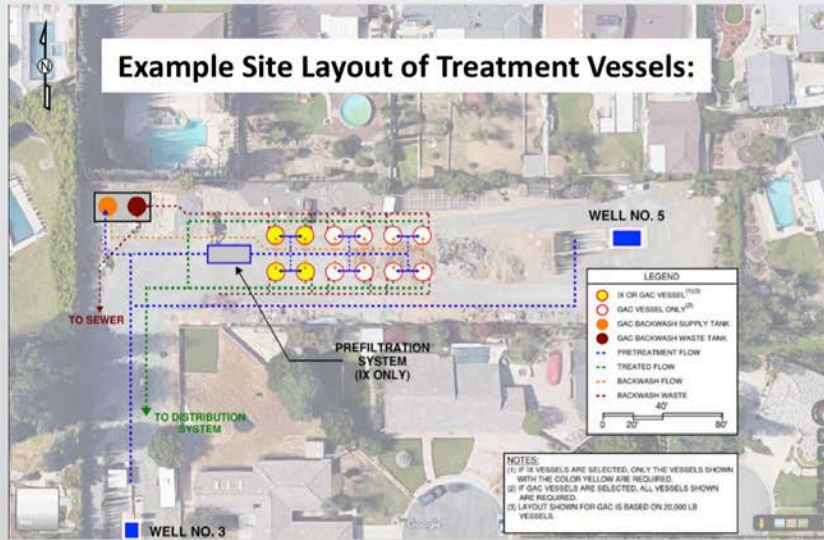 Example Site Layout of Treatment Vessels:
N
WELL NO. 5
TO SEWER
PREFILTRATION
SYSTEM
(IX ONLY)
TO DISTRIBUTION
SYSTEM
WELL NO. 3
LEGEND
IX OR GAC VESSEL (1)(2)
GAC VESSEL ONLY (2)
GAC BACKWASH SUPPLY TANK
GAC BACKWASH WASTE TANK
PRETREATMENT FLOW
TREATED FLOW
BACKWASH FLOW
BACKWASH WASTE
40'
0 20' 80'
NOTES:
(1) IF IX VESSELS ARE SELECTED, ONLY THE VESSELS SHOWN
WITH THE COLOR YELLOW ARE REQUIRED.
(2) IF GAC VESSELS ARE SELECTED, ALL VESSELS SHOWN
ARE REQUIRED.
(3) LAYOUT SHOWN FOR GAC IS BASED ON 20,000 LB
VESSELS.
Google